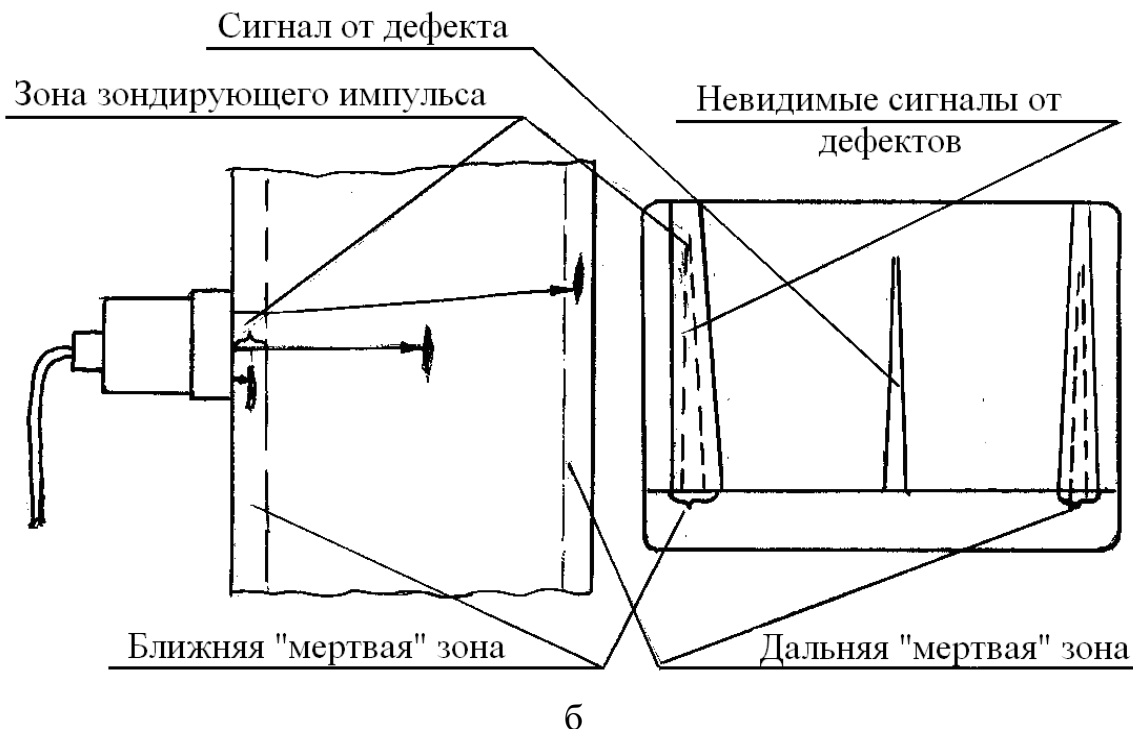 Сигнал от дефекта
Зона зондирующего импульса
Невидимые сигналы от
дефектов
Ближняя "мертвая" зона
Дальняя "мертвая" зона
б